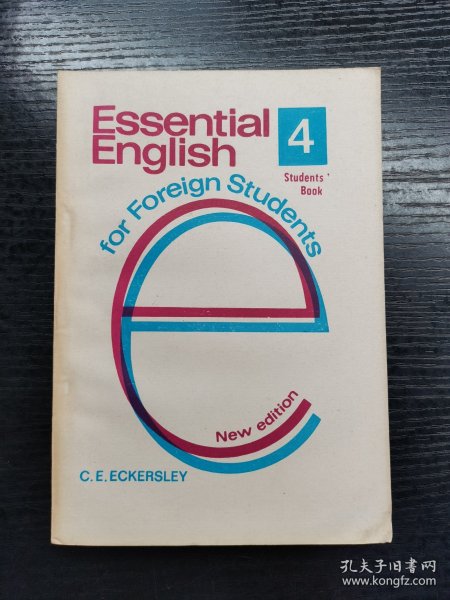 Essential
English
4
Students'
Book
for Foreign Students
New edition
C. E. ECKERSLEY
孔夫子旧书网
www.kongfz.com